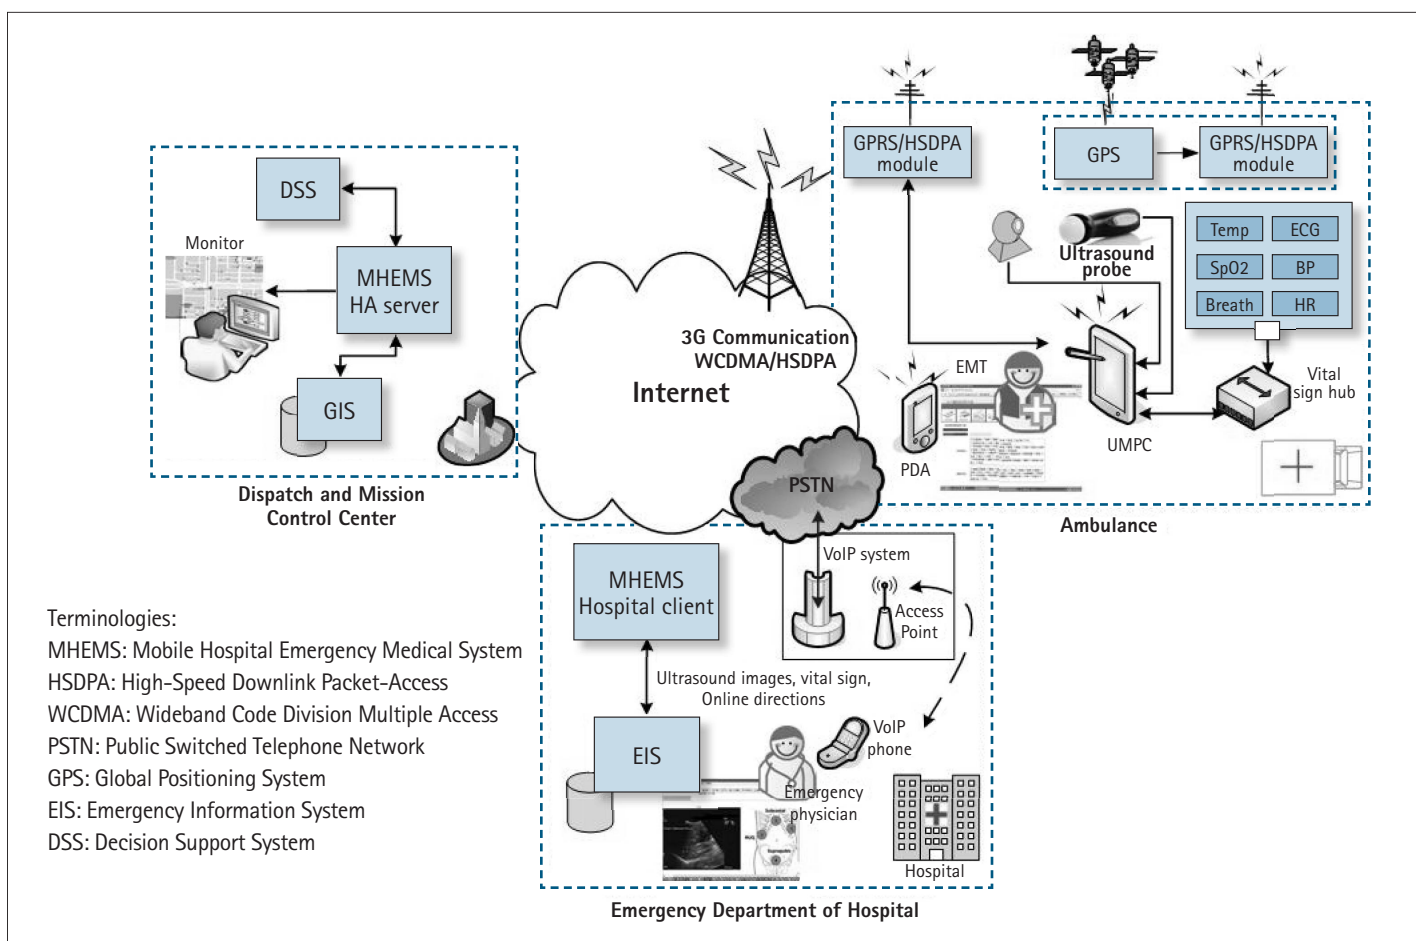 DSS
Monitor
MHEMS
HA server
GIS
Dispatch and Mission
Control Center
3G Communication
WCDMA/HSDPA
Internet
PSTN
GPRS/HSDPA
module
GPS
GPRS/HSDPA
module
Ultrasound
probe
Temp
ECG
SpO2
BP
Breath
HR
EMT
PDA
UMPC
Vital
sign hub
Ambulance
MHEMS
Hospital client
VoIP system
Access
Point
Ultrasound images, vital sign,
Online directions
EIS
VoIP
phone
Emergency
physician
Hospital
Emergency Department of Hospital
Terminologies:
MHEMS: Mobile Hospital Emergency Medical System
HSDPA: High-Speed Downlink Packet-Access
WCDMA: Wideband Code Division Multiple Access
PSTN: Public Switched Telephone Network
GPS: Global Positioning System
EIS: Emergency Information System
DSS: Decision Support System